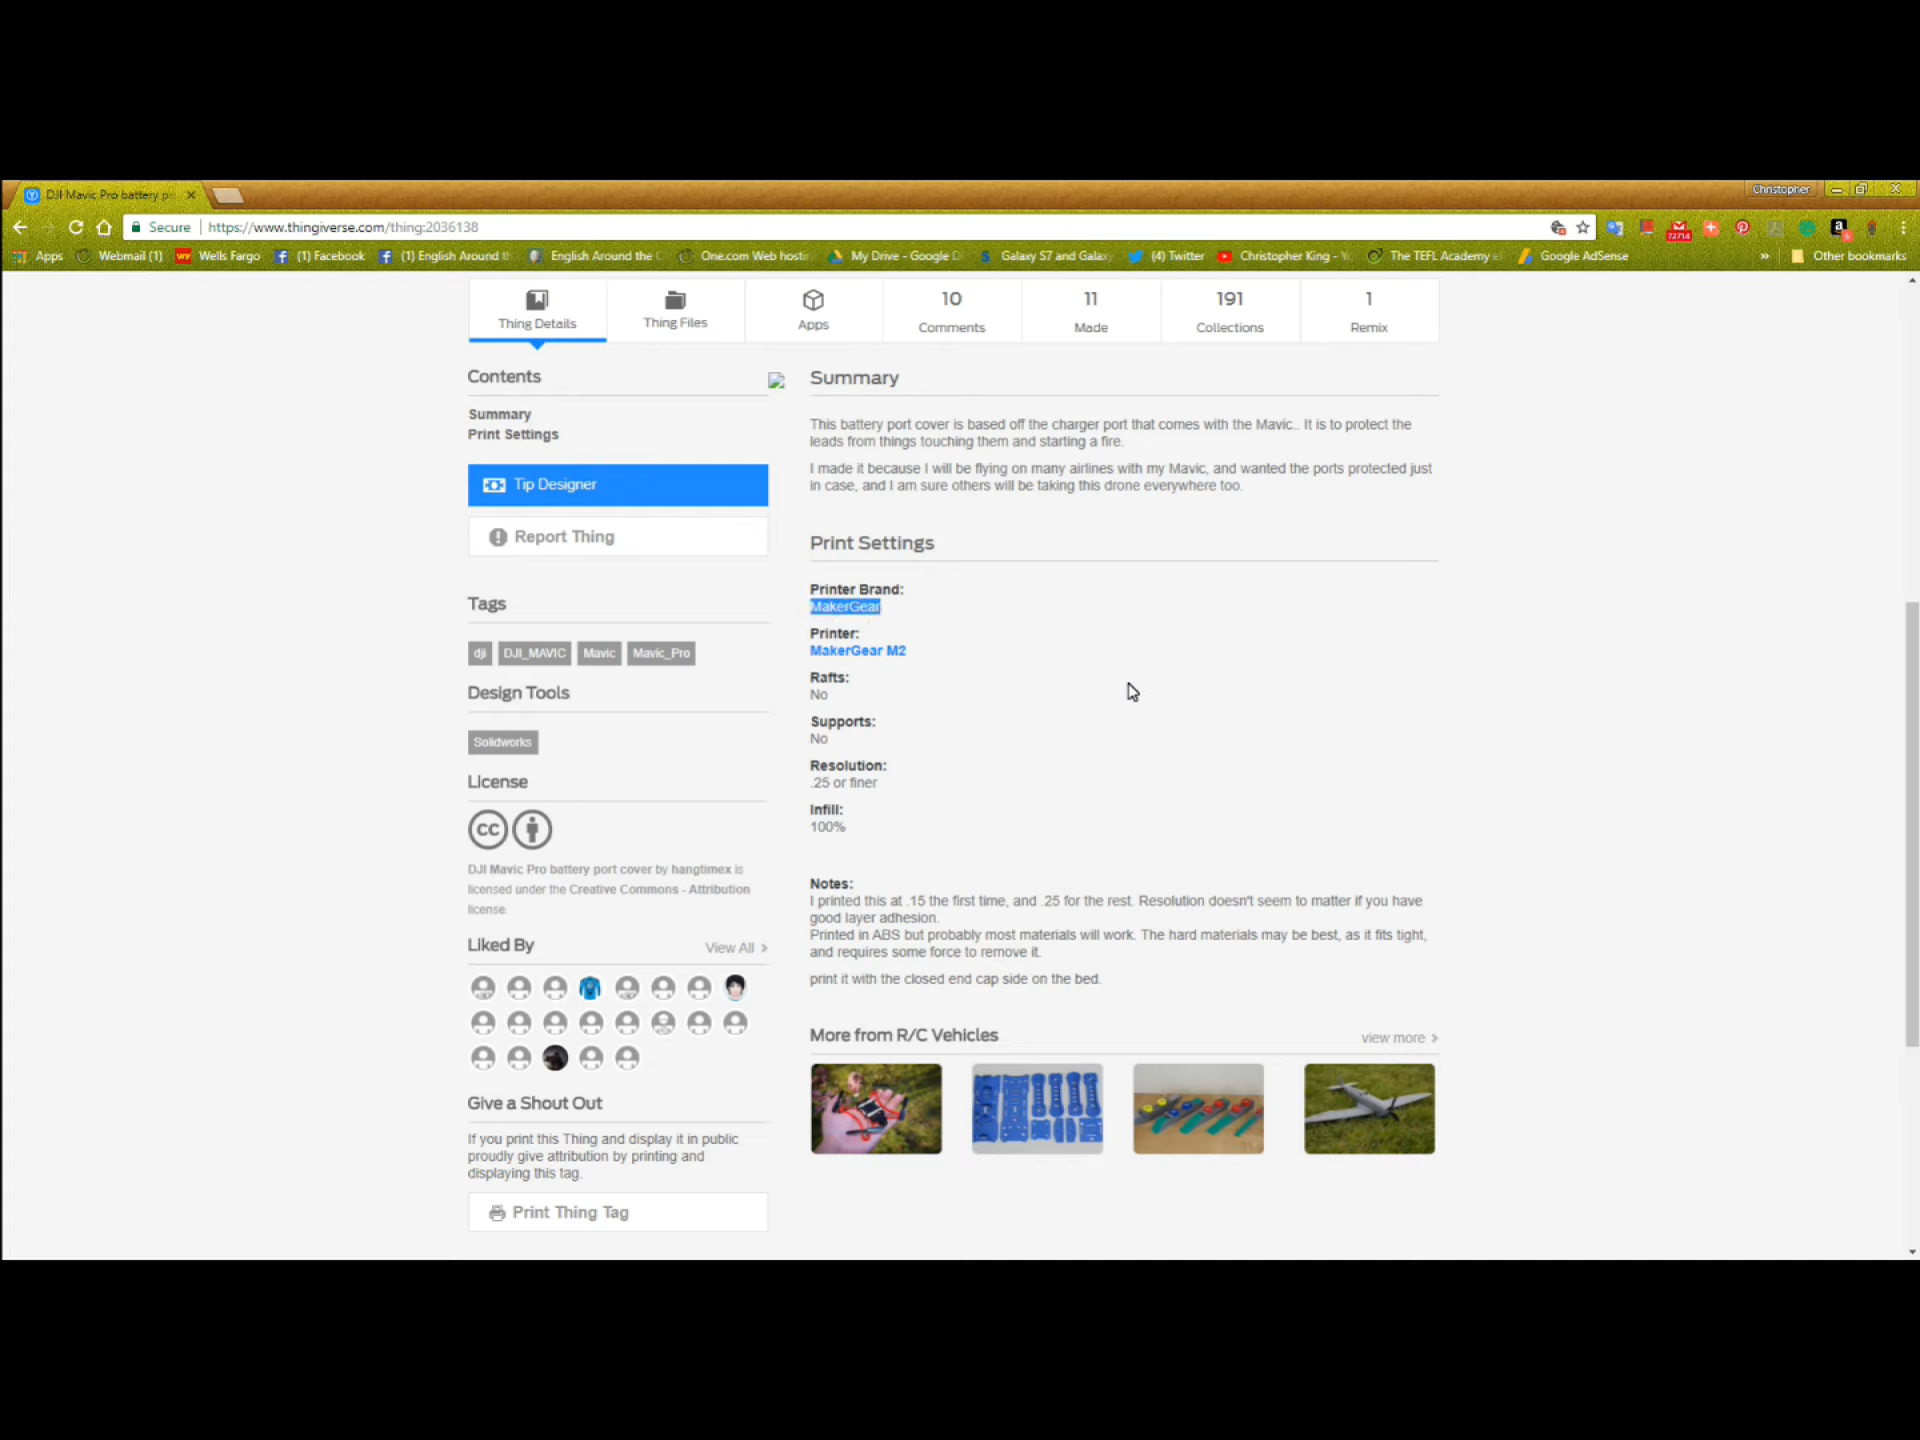 DJI Mavic Pro battery p
Christopher
Secure https://www.thingiverse.com/thing:2036138
72714
Apps Webmail (1) Wells Fargo (1) Facebook (1) English Around English Around the One.com Web hosti My Drive - Google Galaxy S7 and Gala (4) Twitter Christopher King - The TEFL Academy Google AdSense » Other bookmarks
Thing Details
Thing Files
Apps
10
Comments
11
Made
191
Collections
1
Remix
Contents
Summary
Print Settings
Tip Designer
Report Thing
Tags
dji DJI_MAVIC Mavic Mavic_Pro
Design Tools
Solidworks
License
cc
DJI Mavic Pro battery port cover by hangtimex is
licensed under the Creative Commons - Attribution
license.
Liked By View All >
Give a Shout Out
If you print this Thing and display it in public
proudly give attribution by printing and
displaying this tag.
Print Thing Tag
Summary
This battery port cover is based off the charger port that comes with the Mavic.. It is to protect the
leads from things touching them and starting a fire.
I made it because I will be flying on many airlines with my Mavic, and wanted the ports protected just
in case, and I am sure others will be taking this drone everywhere too.
Print Settings
Printer Brand:
MakerGear
Printer:
MakerGear M2
Rafts:
No
Supports:
No
Resolution:
.25 or finer
Infill:
100%
Notes:
I printed this at .15 the first time, and .25 for the rest. Resolution doesn't seem to matter if you have
good layer adhesion.
Printed in ABS but probably most materials will work. The hard materials may be best, as it fits tight,
and requires some force to remove it.
print it with the closed end cap side on the bed.
More from R/C Vehicles view more >